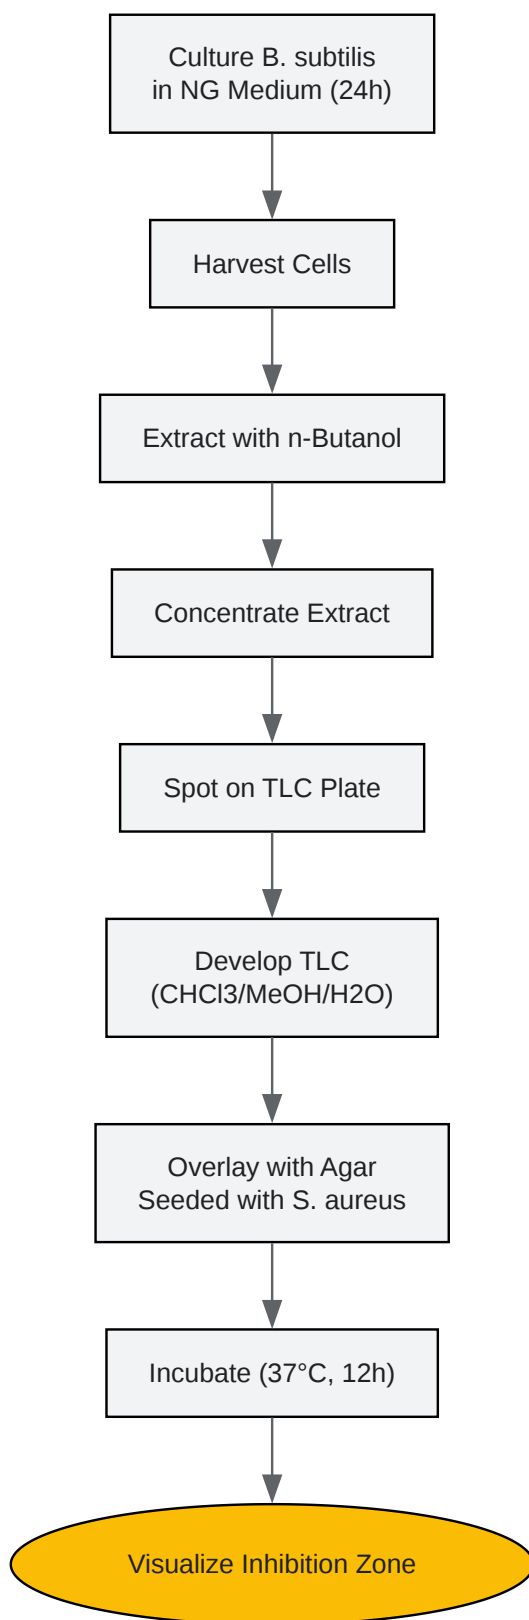 Culture B. subtilis
in NG Medium (24h)
Harvest Cells
Extract with n-Butanol
Concentrate Extract
Spot on TLC Plate
Develop TLC
(CHCl3/MeOH/H2O)
Overlay with Agar
Seeded with S. aureus
Incubate (37°C, 12h)
Visualize Inhibition Zone